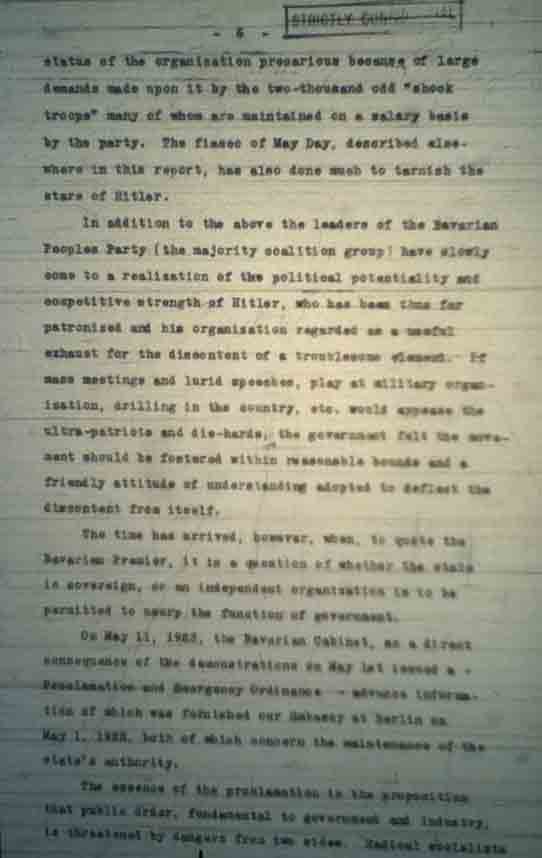 STRICTLY
- 6 -
status of the organisation precarious because of large
demands made upon it by the two-thousand odd "shock
troops" many of whom are maintained on a salary basis
by the party. The fiasco of May Day, described else-
where in this report, has also done much to tarnish the
stars of Hitler.
In addition to the above the leaders of the Bavarian
Peoples Party (the majority coalition group) have slowly
come to a realization of the political potentiality and
competitive strength of Hitler, who has been thus far
patronised and his organisation regarded as a useful
exhaust for the discontent of a troublesome element. If
mass meetings and lurid speeches, play at military organ-
isation, drilling in the country, etc. would appease the
ultra-patriots and die-hards, the government felt the move-
ment should be fostered within reasonable bounds and a
friendly attitude of understanding adopted to deflect the
discontent from itself.
The time has arrived, however, when, to quote the
Bavarian Premier, it is a question of whether the state
is sovereign, or an independent organization is to be
permitted to usurp the function of government.
On May 11, 1923, the Bavarian Cabinet, as a direct
consequence of the demonstrations on May 1st issued a -
Proclamation and Emergency Ordinance - advance informa-
tion of which was furnished our Embassy at Berlin on
May 1, 1923, both of which concern the maintenance of the
state's authority.
The essence of the proclamation is the proposition
that public order, fundamental to government and industry,
is threatened by dangers from two sides. Radical socialists